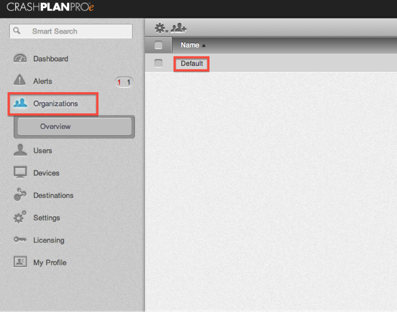 CRASHPLANPROe
Smart Search
Name
Dashboard
Default
Alerts
1 1
Organizations
Overview
Users
Devices
Destinations
Settings
Licensing
My Profile